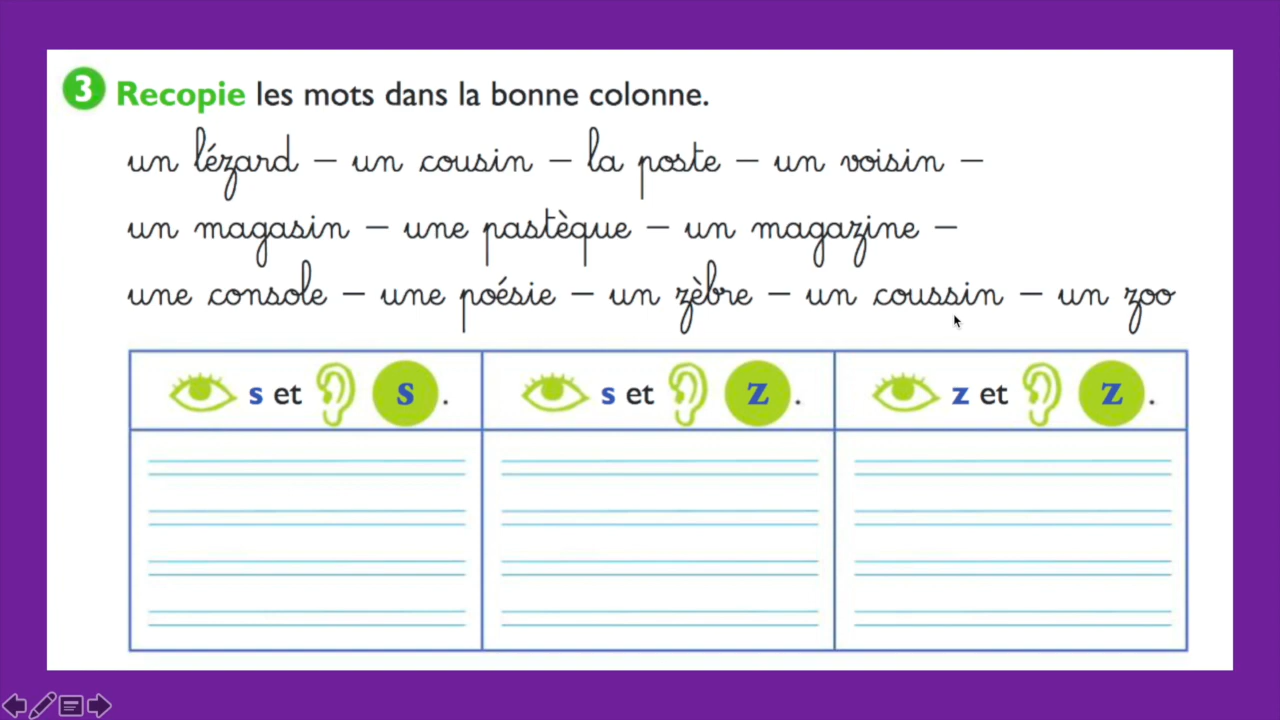 3 Recopie les mots dans la bonne colonne.
un lézard – un cousin – la poste – un voisin –
un magasin – une pastèque – un magazine –
une console – une poésie – un zèbre – un coussin – un zoo
s et s .
s et z .
z et z .